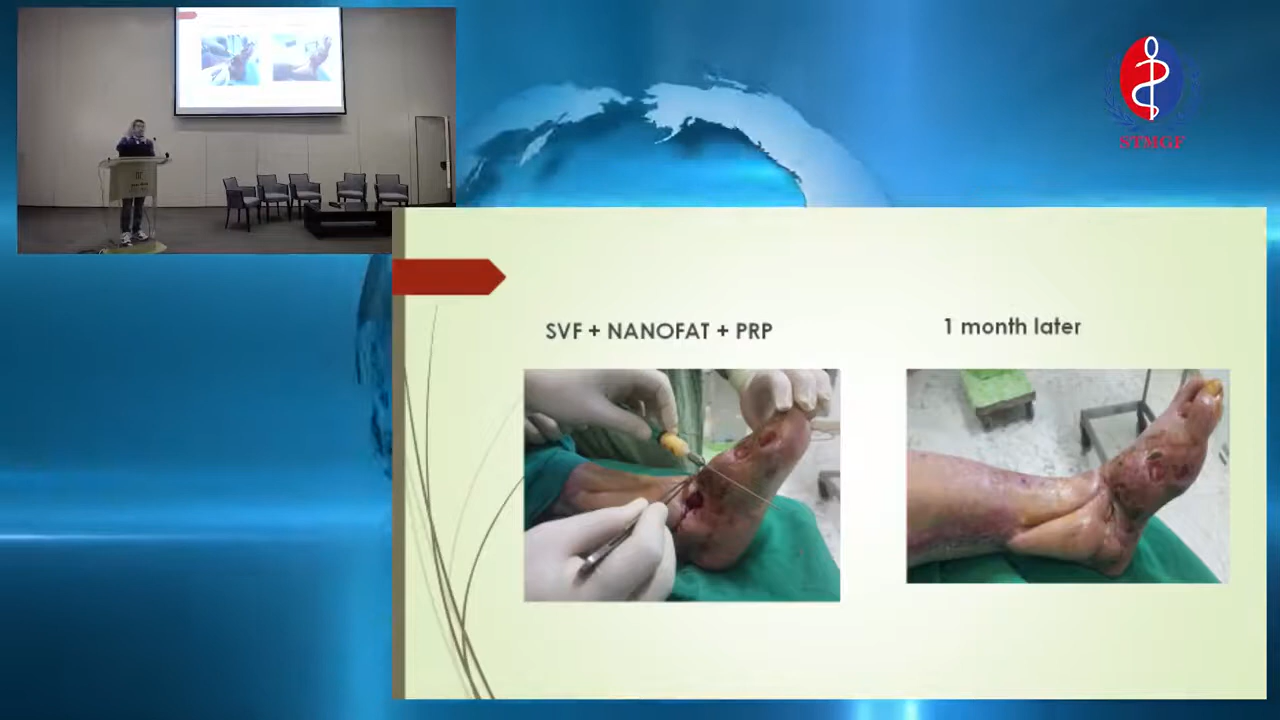 STMGF
SVF + NANOFAT + PRP
1 month later